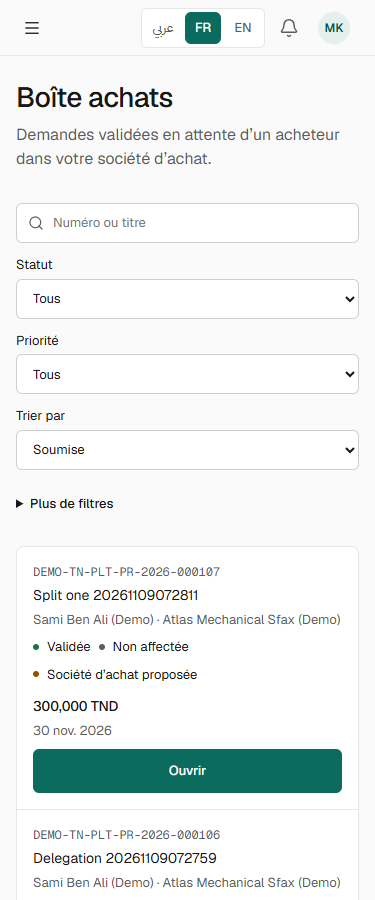 عربي FR EN MK
Boîte achats
Demandes validées en attente d’un acheteur
dans votre société d’achat.
Numéro ou titre
Statut
Tous
Priorité
Tous
Trier par
Soumise
Plus de filtres
DEMO-TN-PLT-PR-2026-000107
Split one 20261109072811
Sami Ben Ali (Demo) · Atlas Mechanical Sfax (Demo)
Validée Non affectée
Société d’achat proposée
300,000 TND
30 nov. 2026
Ouvrir
DEMO-TN-PLT-PR-2026-000106
Delegation 20261109072759
Sami Ben Ali (Demo) · Atlas Mechanical Sfax (Demo)